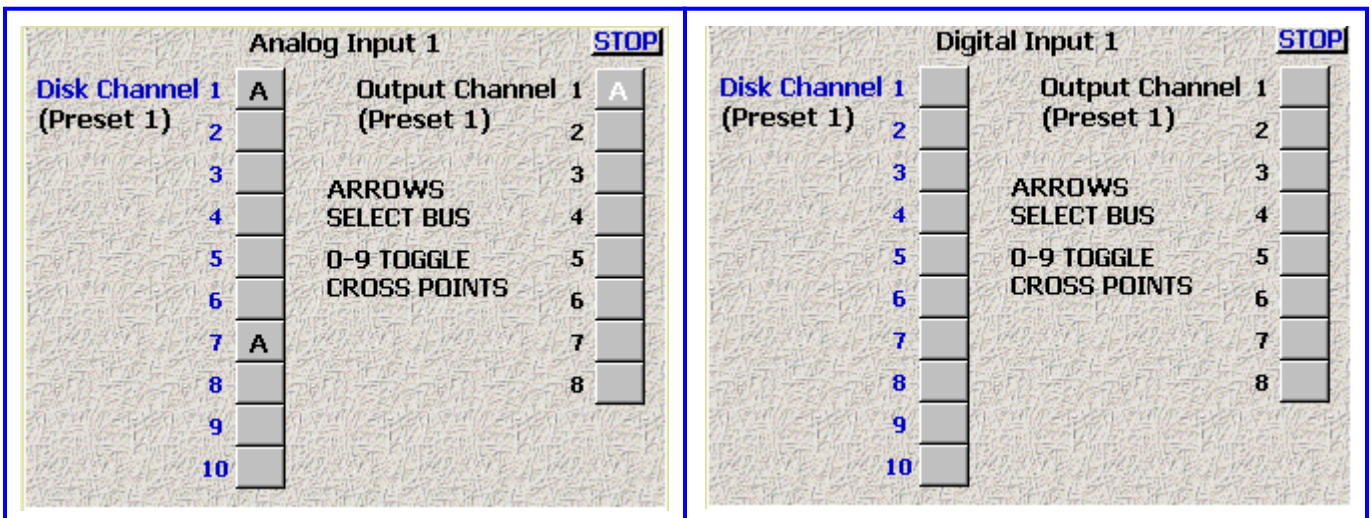 Analog Input 1 STOP
Disk Channel 1 A Output Channel 1 A
(Preset 1) 2 (Preset 1) 2
3 3
ARROWS
4 SELECT BUS 4
5 0-9 TOGGLE 5
CROSS POINTS
6 6
7 A 7
8 8
9
10
Digital Input 1 STOP
Disk Channel 1 Output Channel 1
(Preset 1) 2 (Preset 1) 2
3 3
ARROWS
4 SELECT BUS 4
5 0-9 TOGGLE 5
CROSS POINTS
6 6
7 7
8 8
9
10